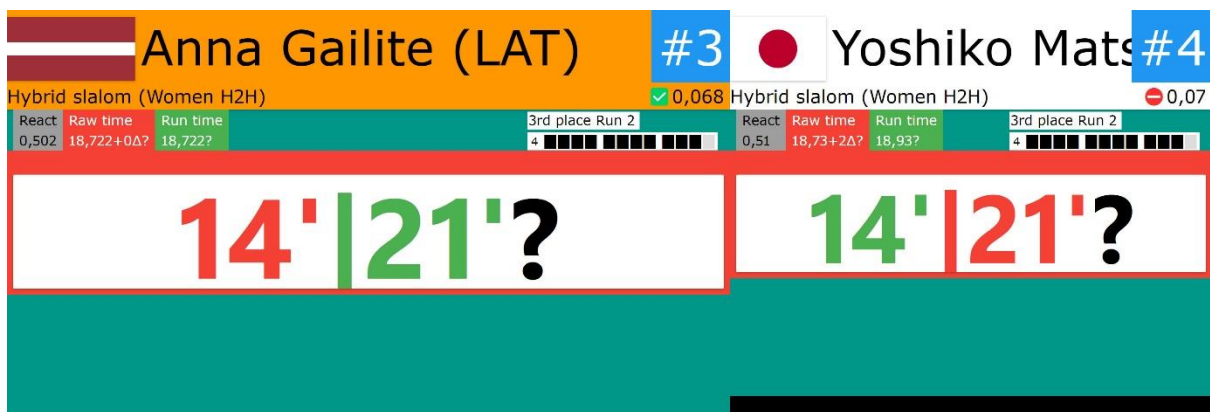 Anna Gailite (LAT) #3
Hybrid slalom (Women H2H) 0,068
React Raw time Run time 3rd place Run 2
0,502 18,722+0Δ? 18,722? 4
14'|21'?
Yoshiko Mats #4
Hybrid slalom (Women H2H) 0,07
React Raw time Run time 3rd place Run 2
0,51 18,73+2Δ? 18,93? 4
14'|21'?